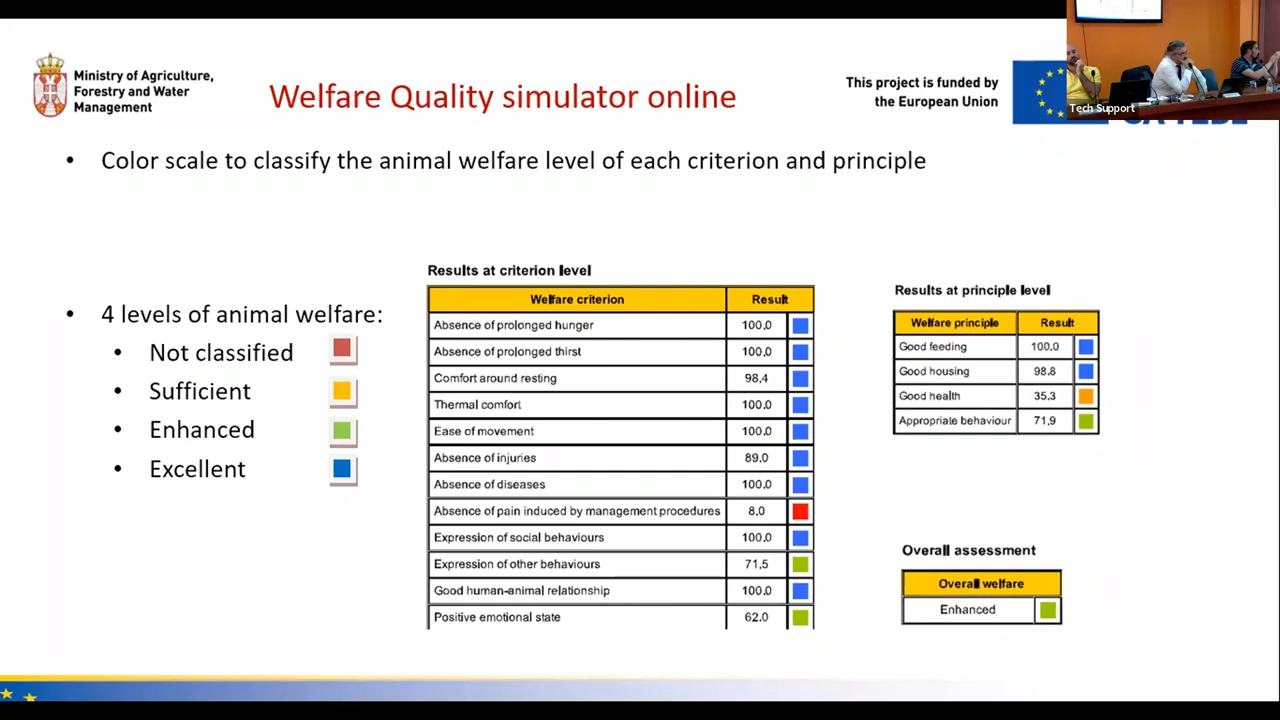 Ministry of Agriculture,
Forestry and Water
Management
Welfare Quality simulator online
This project is funded by
the European Union
Tech Support
• Color scale to classify the animal welfare level of each criterion and principle
• 4 levels of animal welfare:
• Not classified
• Sufficient
• Enhanced
• Excellent
Results at criterion level
Welfare criterion Result
Absence of prolonged hunger 100,0
Absence of prolonged thirst 100,0
Comfort around resting 98,4
Thermal comfort 100,0
Ease of movement 100,0
Absence of injuries 89.0
Absence of diseases 100,0
Absence of pain induced by management procedures 8.0
Expression of social behaviours 100,0
Expression of other behaviours 71,5
Good human-animal relationship 100,0
Positive emotional state 62.0
Results at principle level
Welfare principle Result
Good feeding 100.0
Good housing 98.8
Good health 35,3
Appropriate behaviour 71,9
Overall assessment
Overall welfare
Enhanced